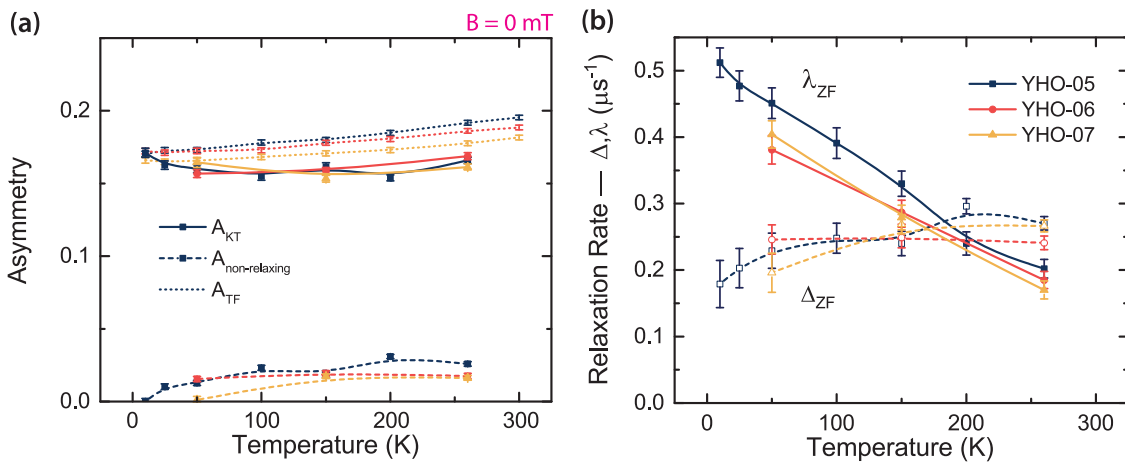 (a)
B = 0 mT
Asymmetry
0.2
0.1
0.0
A_KT
A_non-relaxing
A_TF
0
100
200
300
Temperature (K)
(b)
Relaxation Rate — Δ,λ (μs⁻¹)
0.5
0.4
0.3
0.2
0.1
0.0
λ_ZF
Δ_ZF
YHO-05
YHO-06
YHO-07
0
100
200
300
Temperature (K)